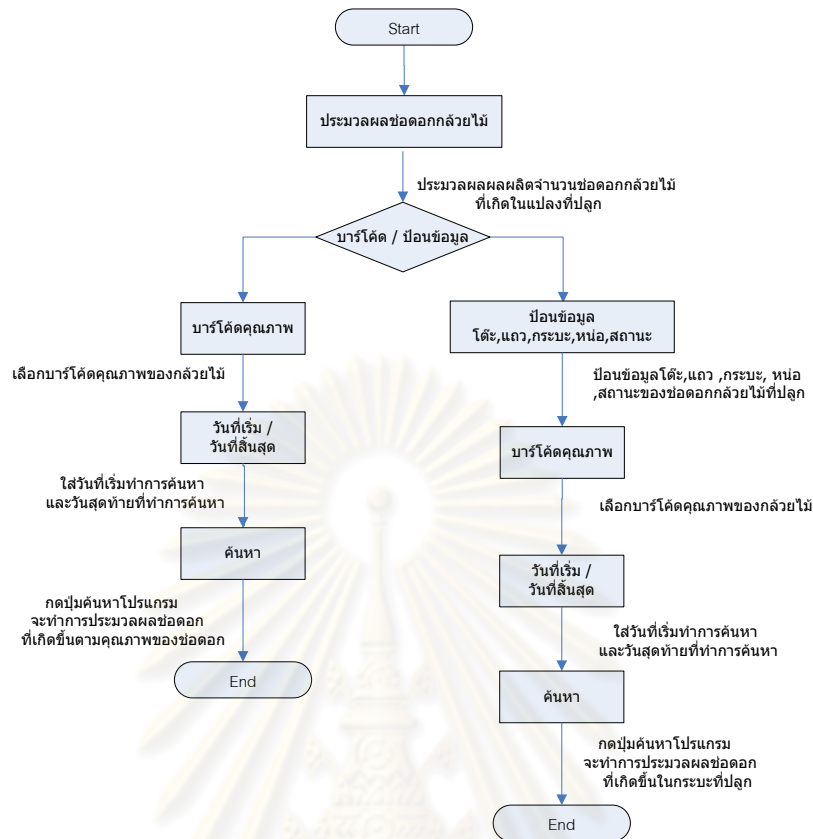 Start
ประมวลผลช่อดอกกล้วยไม้
ประมวลผลผลผลิตจำนวนช่อดอกกล้วยไม้
ที่เกิดในแปลงที่ปลูก
บาร์โค้ด / ป้อนข้อมูล
บาร์โค้ดคุณภาพ
เลือกบาร์โค้ดคุณภาพของกล้วยไม้
วันที่เริ่ม /
วันที่สิ้นสุด
ใส่วันที่เริ่มทำการค้นหา
และวันสุดท้ายที่ทำการค้นหา
ค้นหา
กดปุ่มค้นหาโปรแกรม
จะทำการประมวลผลช่อดอก
ที่เกิดขึ้นตามคุณภาพของช่อดอก
End
ป้อนข้อมูล
โต๊ะ,แถว,กระบะ,หน่อ,สถานะ
ป้อนข้อมูลโต๊ะ,แถว ,กระบะ, หน่อ
,สถานะของช่อดอกกล้วยไม้ที่ปลูก
บาร์โค้ดคุณภาพ
เลือกบาร์โค้ดคุณภาพของกล้วยไม้
วันที่เริ่ม /
วันที่สิ้นสุด
ใส่วันที่เริ่มทำการค้นหา
และวันสุดท้ายที่ทำการค้นหา
ค้นหา
กดปุ่มค้นหาโปรแกรม
จะทำการประมวลผลช่อดอก
ที่เกิดขึ้นในกระบะที่ปลูก
End